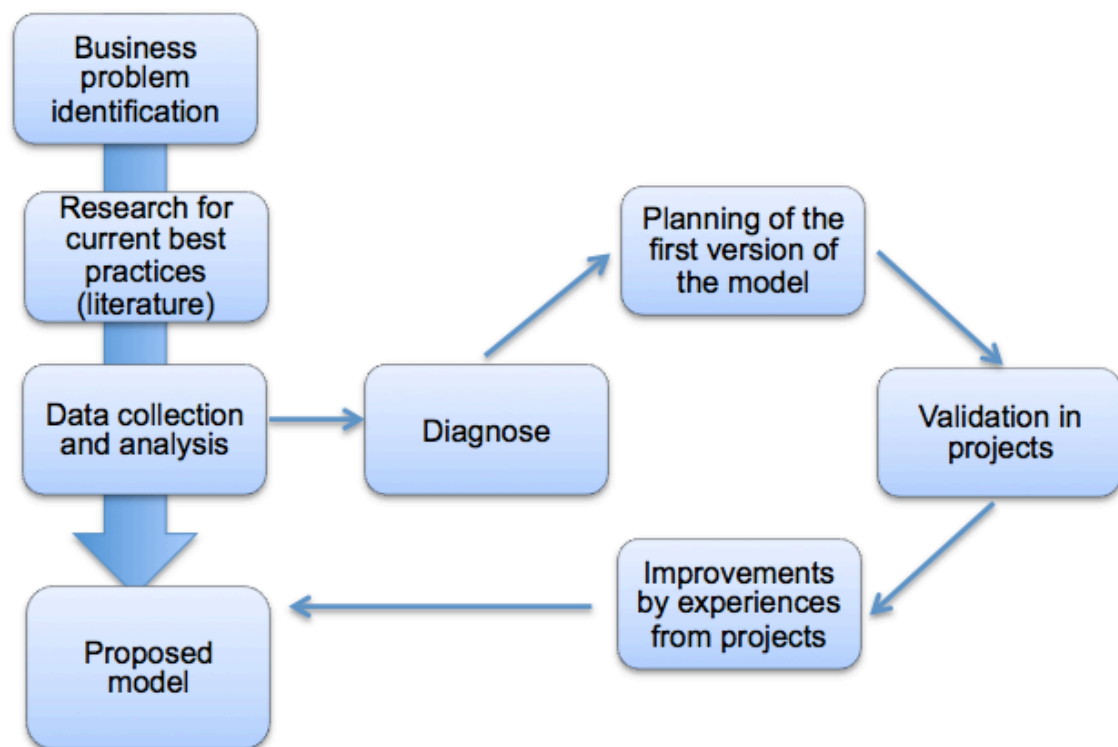 Business
problem
identification
Research for
current best
practices
(literature)
Data collection
and analysis
Diagnose
Planning of the
first version of
the model
Validation in
projects
Improvements
by experiences
from projects
Proposed
model